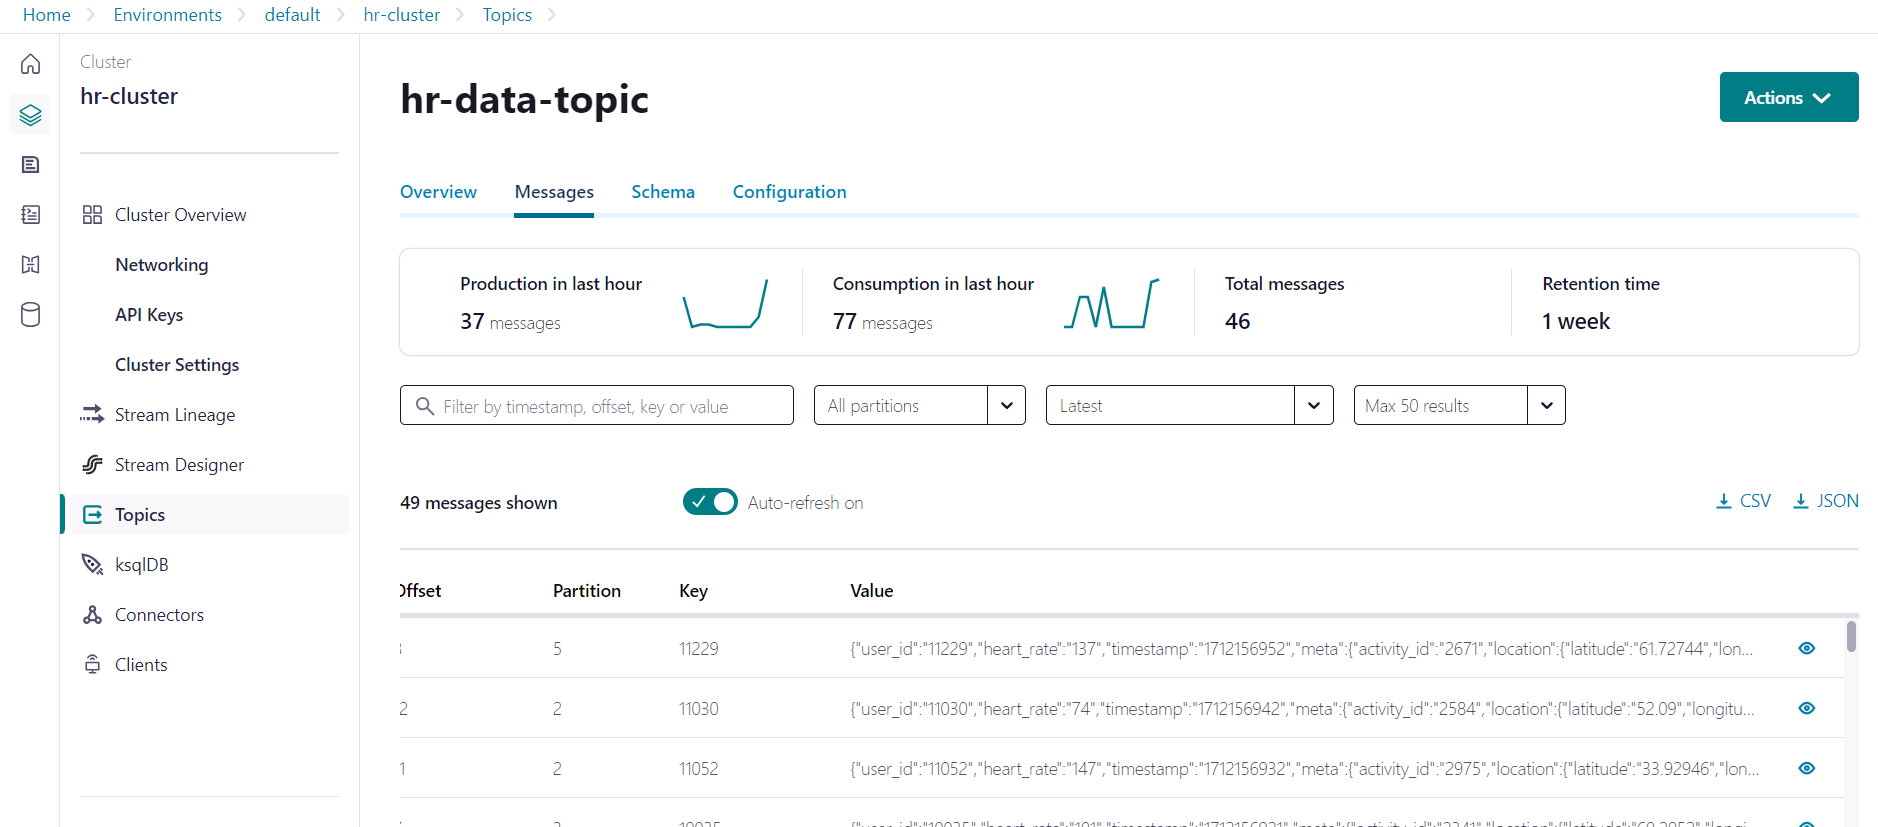 Home Environments default hr-cluster Topics
Cluster
hr-cluster
Cluster Overview
Networking
API Keys
Cluster Settings
Stream Lineage
Stream Designer
Topics
ksqlDB
Connectors
Clients
hr-data-topic
Actions
Overview Messages Schema Configuration
Production in last hour
37 messages
Consumption in last hour
77 messages
Total messages
46
Retention time
1 week
Filter by timestamp, offset, key or value
All partitions
Latest
Max 50 results
49 messages shown
Auto-refresh on
CSV JSON
Offset Partition Key Value
5 11229 {"user_id":"11229","heart_rate":"137","timestamp":"1712156952","meta":{"activity_id":"2671","location":{"latitude":"61.72744","lon...
2 2 11030 {"user_id":"11030","heart_rate":"74","timestamp":"1712156942","meta":{"activity_id":"2584","location":{"latitude":"52.09","longitu...
1 2 11052 {"user_id":"11052","heart_rate":"147","timestamp":"1712156932","meta":{"activity_id":"2975","location":{"latitude":"33.92946","lon...